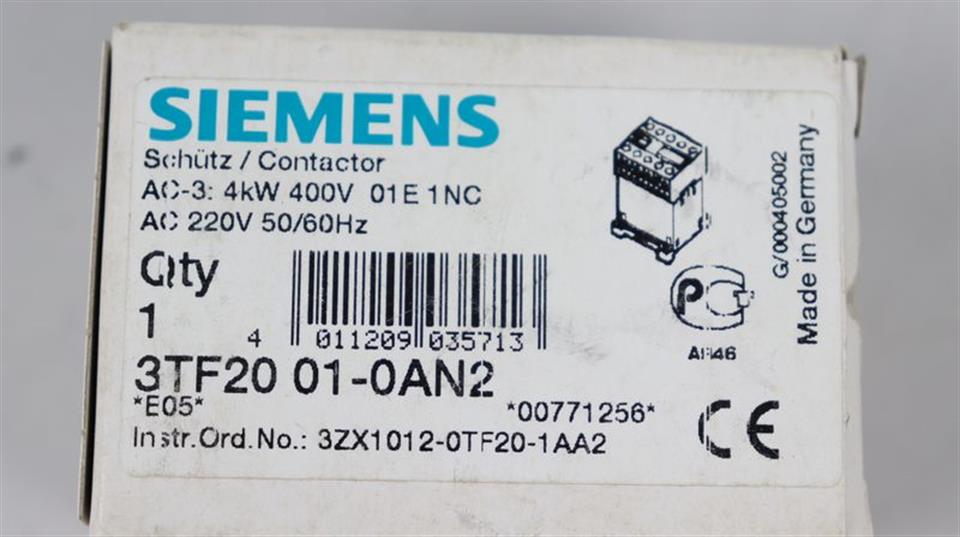 SIEMENS
Schütz / Contactor
AC-3: 4kW 400V 01E 1NC
AC 220V 50/60Hz
Qty
1
4 011209 035713
3TF20 01-0AN2
*E05*
*00771256*
Instr.Ord.No.: 3ZX1012-0TF20-1AA2
CE
G/000405002
Made in Germany